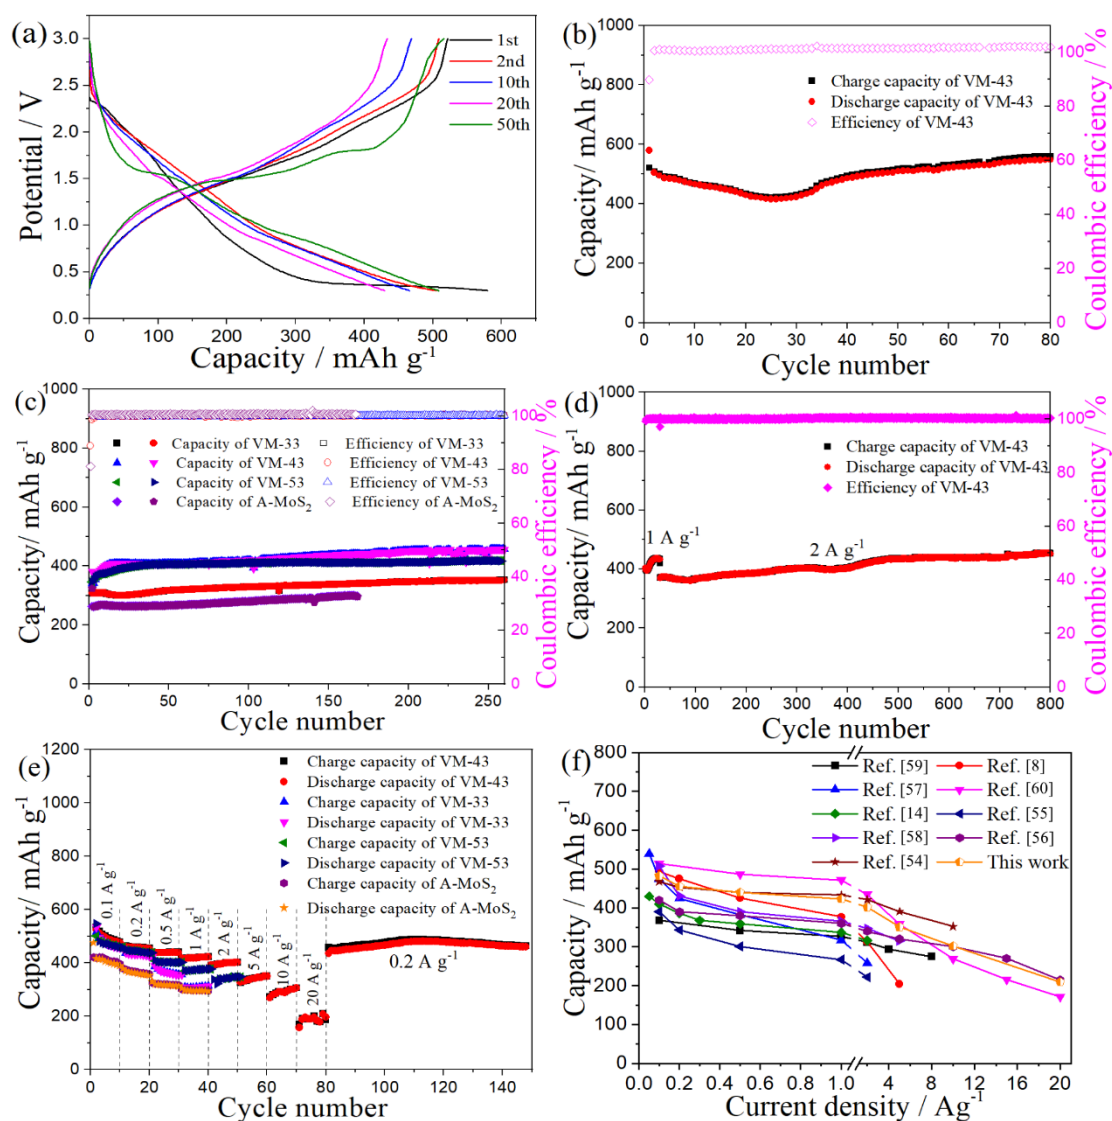 (a)
1st
2nd
10th
20th
50th
3.0
2.5
2.0
1.5
1.0
0.5
0.0
Potential / V
0 100 200 300 400 500 600
Capacity / mAh g-1
(b)
Charge capacity of VM-43
Discharge capacity of VM-43
Efficiency of VM-43
1000
800
600
400
200
0
Capacity/ mAh g-1
100
80
60
40
20
0
Coulombic efficiency / %
0 10 20 30 40 50 60 70 80
Cycle number
(c)
Capacity of VM-33 Efficiency of VM-33
Capacity of VM-43 Efficiency of VM-43
Capacity of VM-53 Efficiency of VM-53
Capacity of A-MoS2 Efficiency of A-MoS2
1000
900
800
700
600
500
400
300
200
100
0
Capacity/ mAh g-1
100
80
60
40
20
0
Coulombic efficiency / %
0 50 100 150 200 250
Cycle number
(d)
Charge capacity of VM-43
Discharge capacity of VM-43
Efficiency of VM-43
1 A g-1
2 A g-1
1000
800
600
400
200
0
Capacity/ mAh g-1
100
80
60
40
20
0
Coulombic efficiency / %
0 100 200 300 400 500 600 700 800
Cycle number
(e)
Charge capacity of VM-43
Discharge capacity of VM-43
Charge capacity of VM-33
Discharge capacity of VM-33
Charge capacity of VM-53
Discharge capacity of VM-53
Charge capacity of A-MoS2
Discharge capacity of A-MoS2
0.1 A g-1
0.2 A g-1
0.5 A g-1
1 A g-1
2 A g-1
5 A g-1
10 A g-1
20 A g-1
0.2 A g-1
1200
1000
800
600
400
200
0
Capacity/ mAh g-1
0 20 40 60 80 100 120 140
Cycle number
(f)
Ref. [59] Ref. [8]
Ref. [57] Ref. [60]
Ref. [14] Ref. [55]
Ref. [58] Ref. [56]
Ref. [54] This work
800
700
600
500
400
300
200
100
0
Capacity / mAh g-1
0.0 0.2 0.4 0.6 0.8 1.0 4 8 12 16 20
Current density / Ag-1